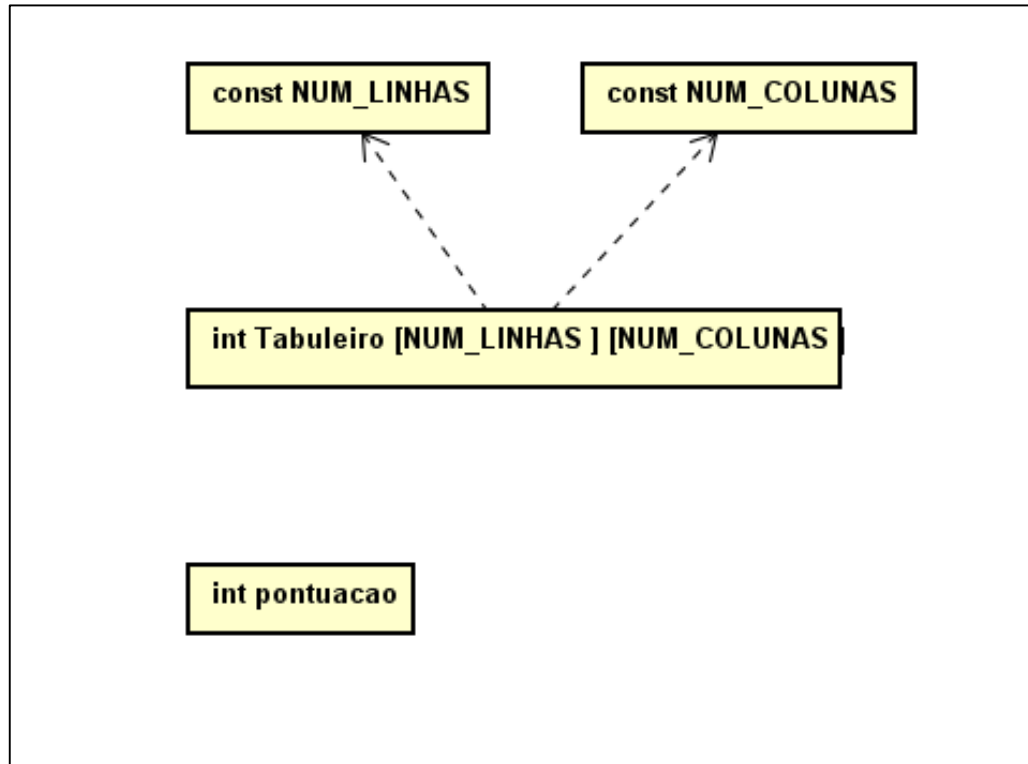 const NUM_LINHAS
const NUM_COLUNAS
int Tabuleiro [NUM_LINHAS ] [NUM_COLUNAS ]
int pontuacao